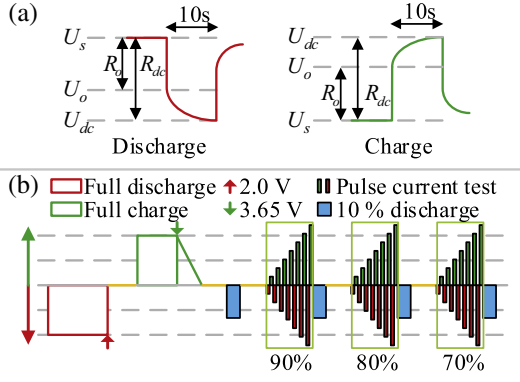 (a)
10s
U_s
R_o
R_dc
U_o
U_dc
Discharge
10s
U_dc
U_o
R_o
R_dc
U_s
Charge
(b)
Full discharge
2.0 V
Pulse current test
Full charge
3.65 V
10 % discharge
90%
80%
70%